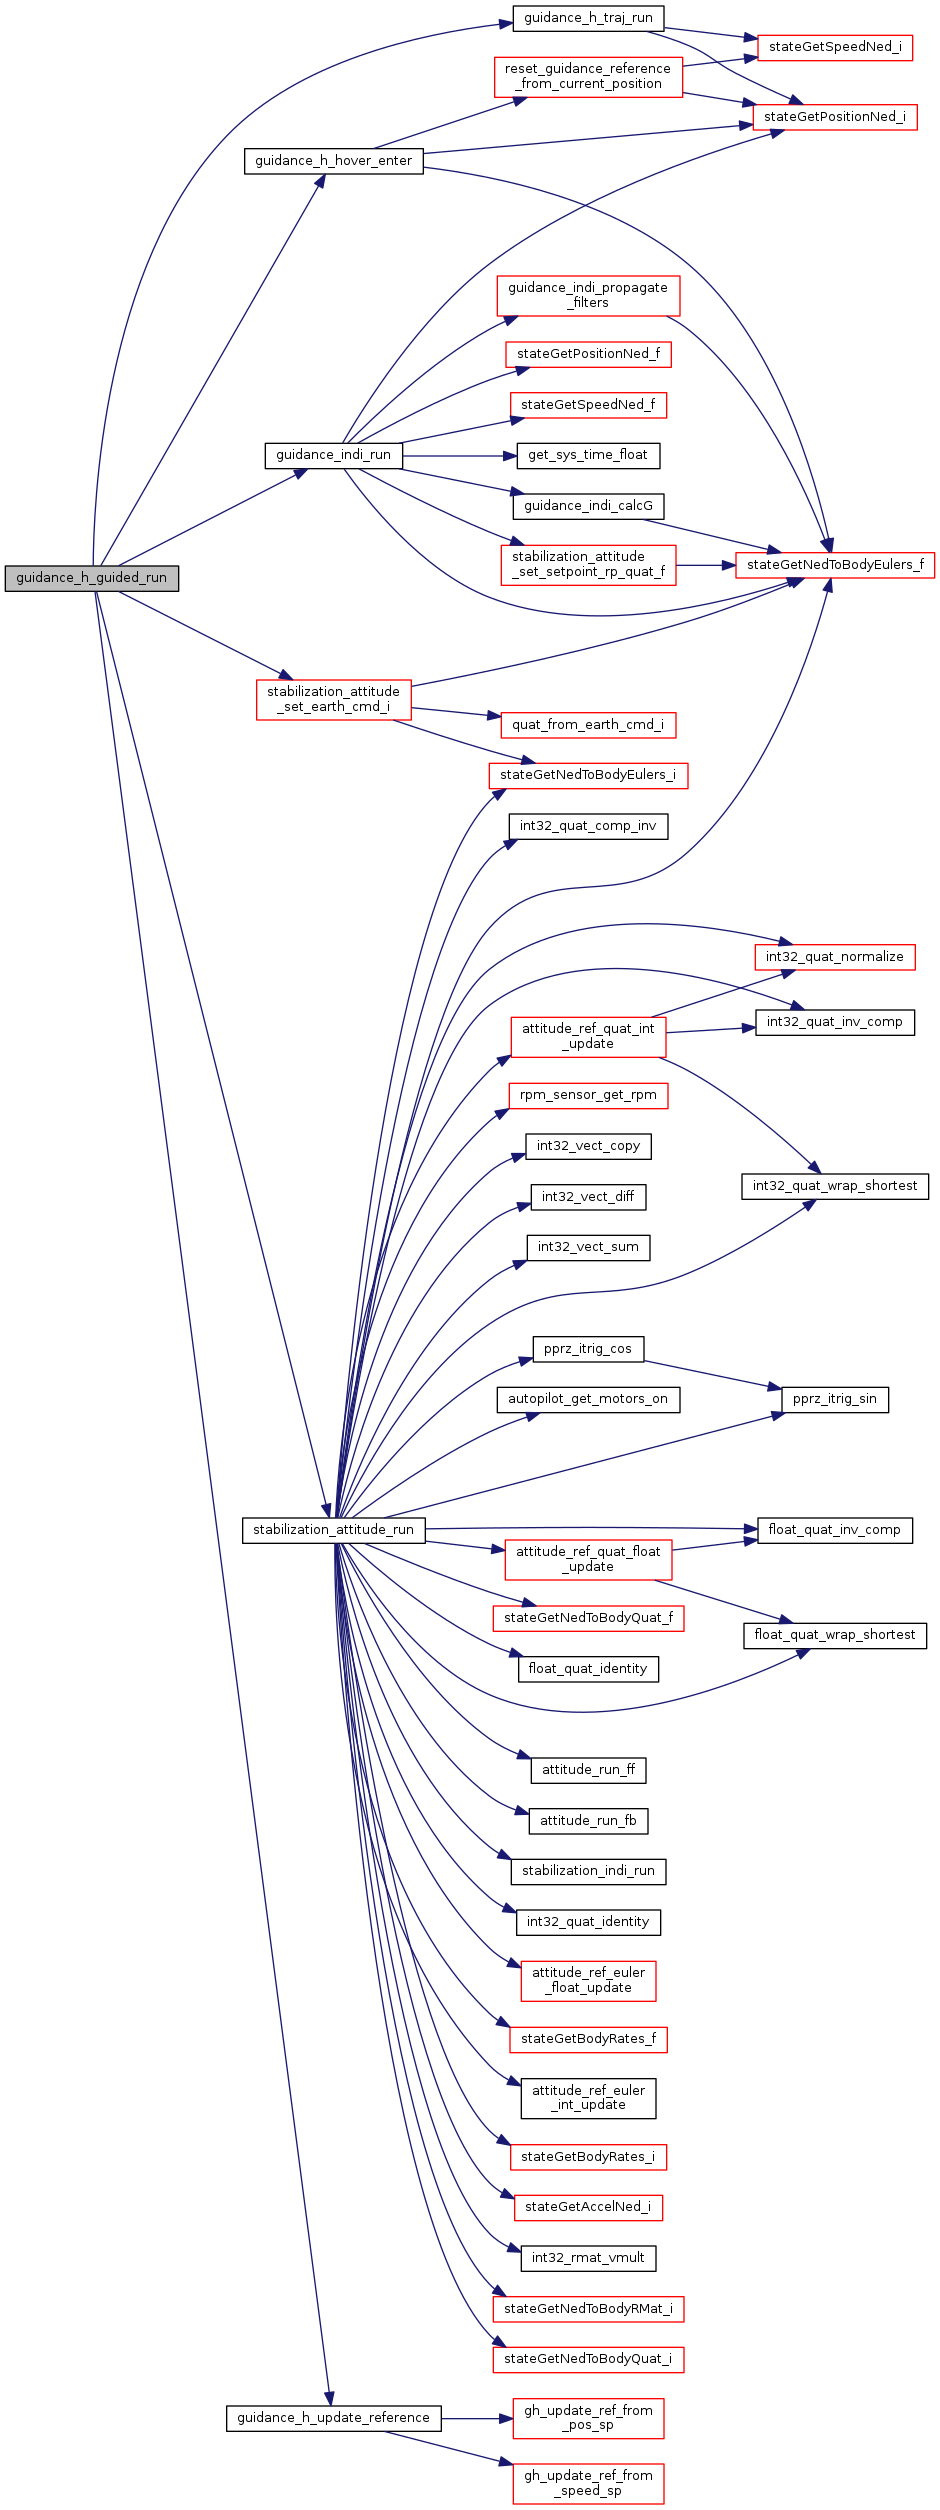 guidance_h_traj_run
stateGetSpeedNed_i
reset_guidance_reference
_from_current_position
stateGetPositionNed_i
guidance_h_hover_enter
guidance_indi_propagate
_filters
stateGetPositionNed_f
stateGetSpeedNed_f
guidance_indi_run
get_sys_time_float
guidance_indi_calcG
stabilization_attitude
_set_setpoint_rp_quat_f
stateGetNedToBodyEulers_f
guidance_h_guided_run
stabilization_attitude
_set_earth_cmd_i
quat_from_earth_cmd_i
stateGetNedToBodyEulers_i
int32_quat_comp_inv
int32_quat_normalize
attitude_ref_quat_int
_update
int32_quat_inv_comp
rpm_sensor_get_rpm
int32_vect_copy
int32_quat_wrap_shortest
int32_vect_diff
int32_vect_sum
pprz_itrig_cos
autopilot_get_motors_on
pprz_itrig_sin
stabilization_attitude_run
float_quat_inv_comp
attitude_ref_quat_float
_update
stateGetNedToBodyQuat_f
float_quat_wrap_shortest
float_quat_identity
attitude_run_ff
attitude_run_fb
stabilization_indi_run
int32_quat_identity
attitude_ref_euler
_float_update
stateGetBodyRates_f
attitude_ref_euler
_int_update
stateGetBodyRates_i
stateGetAccelNed_i
int32_rmat_vmult
stateGetNedToBodyRMat_i
stateGetNedToBodyQuat_i
guidance_h_update_reference
gh_update_ref_from
_pos_sp
gh_update_ref_from
_speed_sp